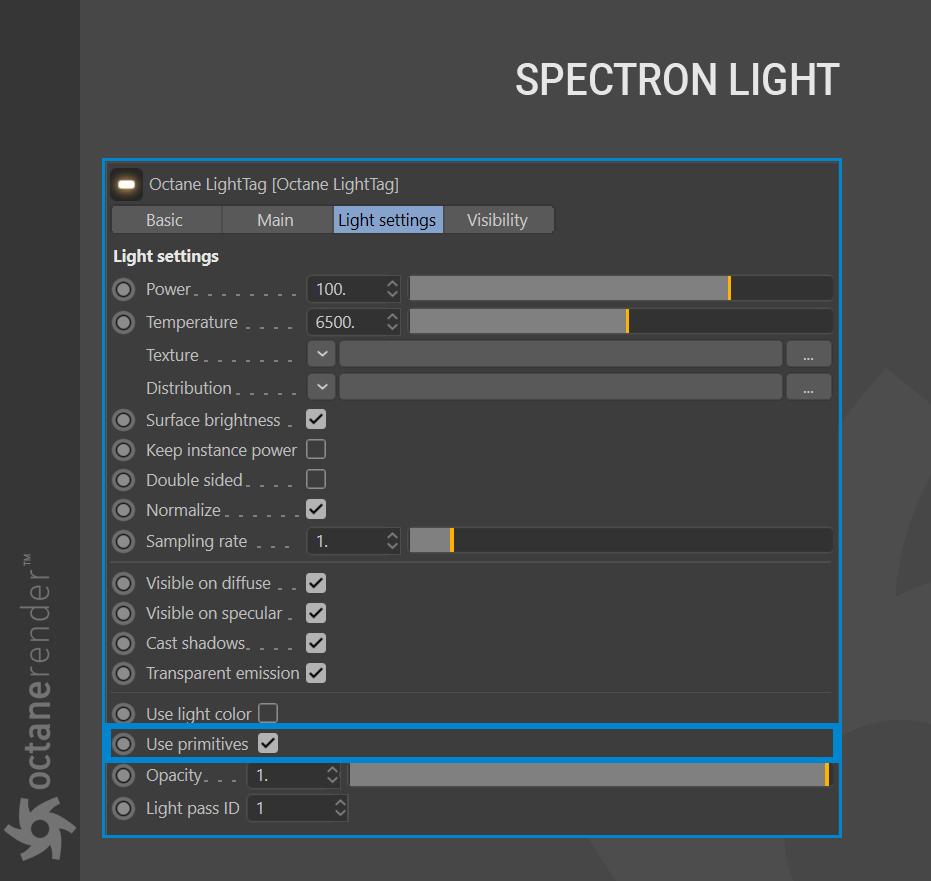 SPECTRON LIGHT
Octane LightTag [Octane LightTag]
Basic Main Light settings Visibility
Light settings
Power 100.
Temperature 6500.
Texture ...
Distribution ...
Surface brightness
Keep instance power
Double sided
Normalize
Sampling rate 1.
Visible on diffuse
Visible on specular
Cast shadows
Transparent emission
Use light color
Use primitives
Opacity 1.
Light pass ID 1
octanerender™